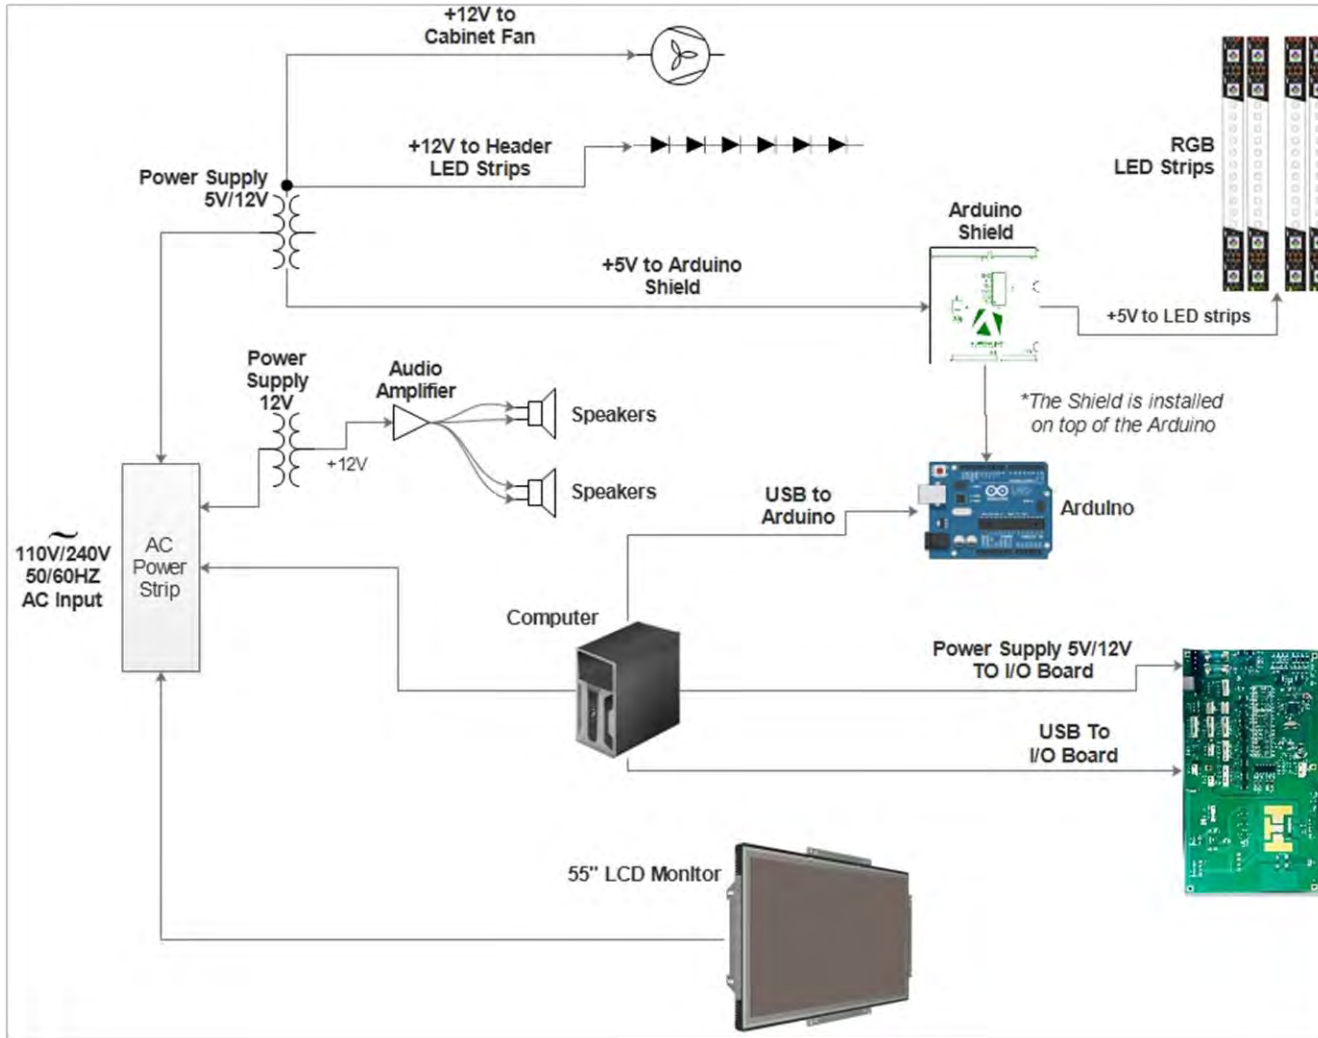 +12V to
Cabinet Fan
+12V to Header
LED Strips
RGB
LED Strips
Power Supply
5V/12V
Arduino
Shield
+5V to Arduino
Shield
+5V to LED strips
Power
Supply
12V
Audio
Amplifier
*The Shield is installed
on top of the Arduino
Speakers
+12V
Speakers
USB to
Arduino
Arduino
110V/240V
50/60HZ
AC Input
AC
Power
Strip
Computer
Power Supply 5V/12V
TO I/O Board
USB To
I/O Board
55" LCD Monitor